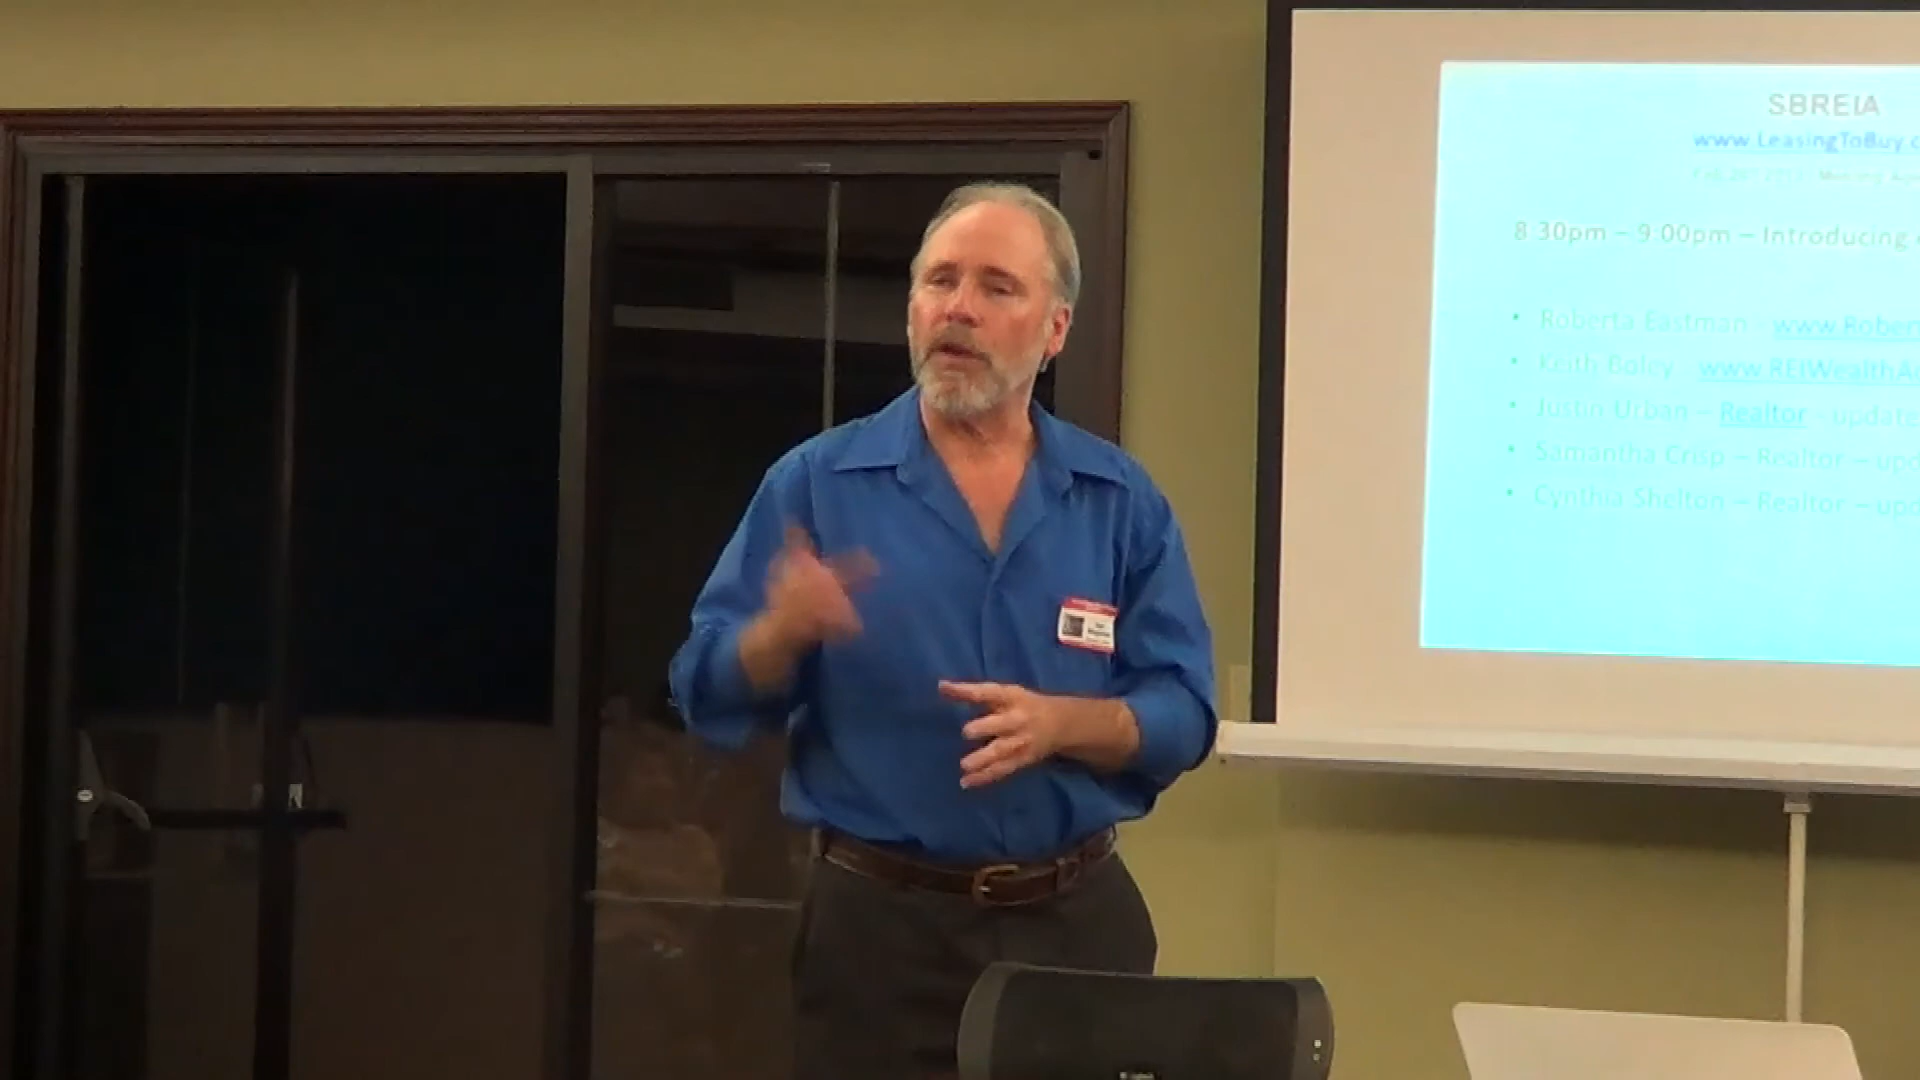 SBREIA
www.LeasingToBuy.c
8:30pm – 9:00pm – Introducing
• Roberta Eastman - www.Rober
• Keith Boley - www.REIWealthA
• Justin Urban – Realtor - update
• Samantha Crisp – Realtor – upd
• Cynthia Shelton – Realtor – upd